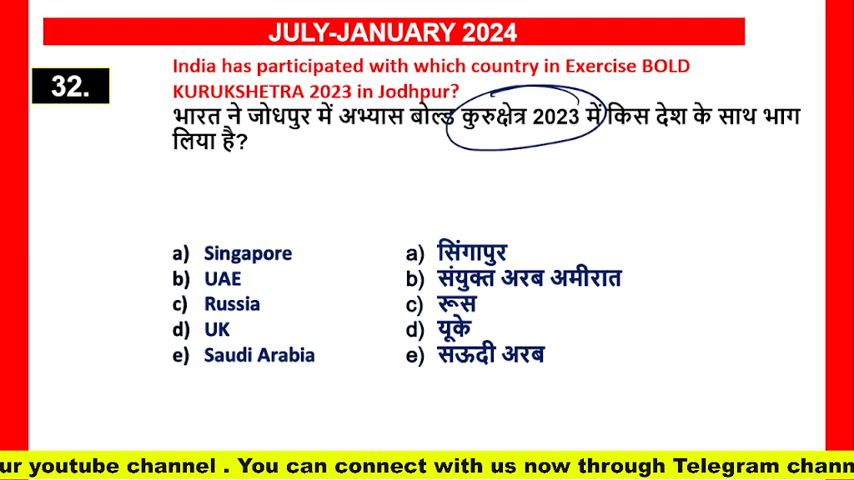 JULY-JANUARY 2024
32.
India has participated with which country in Exercise BOLD
KURUKSHETRA 2023 in Jodhpur?
भारत ने जोधपुर में अभ्यास बोल्ड कुरुक्षेत्र 2023 में किस देश के साथ भाग
लिया है?
a) Singapore
b) UAE
c) Russia
d) UK
e) Saudi Arabia
a) सिंगापुर
b) संयुक्त अरब अमीरात
c) रूस
d) यूके
e) सऊदी अरब
ur youtube channel . You can connect with us now through Telegram chann